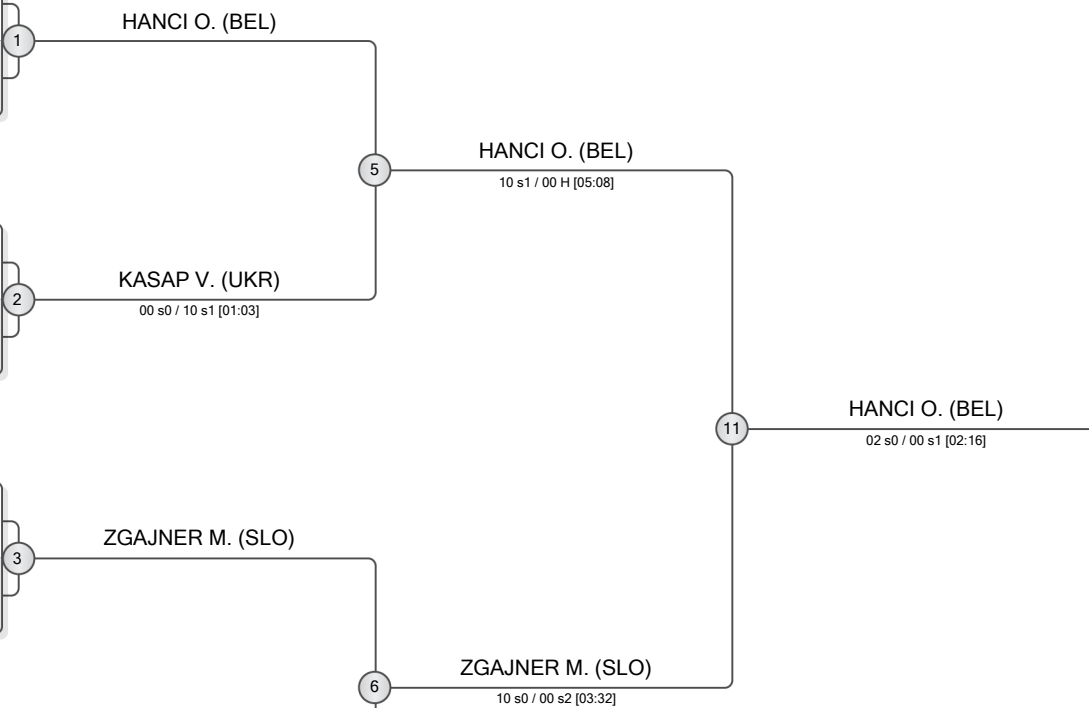 HANCI O. (BEL)
1
HANCI O. (BEL)
5
10 s1 / 00 H [05:08]
KASAP V. (UKR)
2
00 s0 / 10 s1 [01:03]
HANCI O. (BEL)
11
02 s0 / 00 s1 [02:16]
ZGAJNER M. (SLO)
3
ZGAJNER M. (SLO)
6
10 s0 / 00 s2 [03:32]